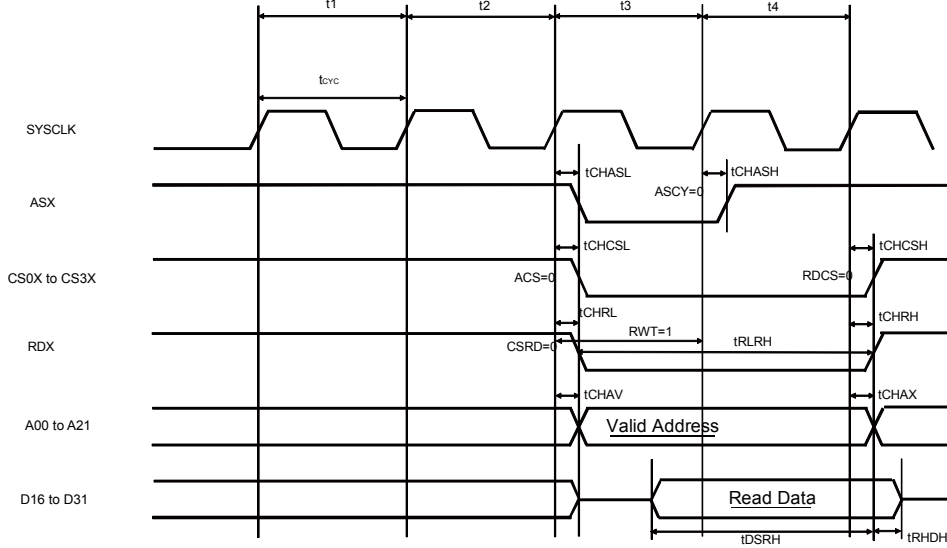 t1 t2 t3 t4
tCYC
SYSCLK
tCHASL tCHASH
ASX ASCY=0
tCHCSL tCHCSH
CS0X to CS3X ACS=0 RDCS=0
tCHRL tCHRH
RWT=1
RDX CSRD=0 tRLRH
tCHAV tCHAX
A00 to A21 Valid Address
D16 to D31 Read Data
tDSRH tRHDH